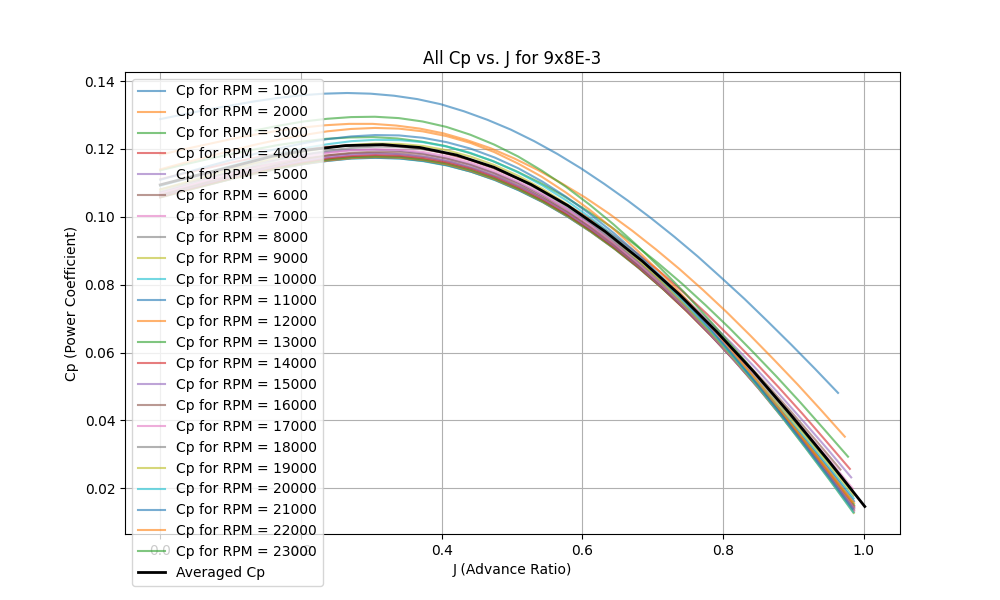 All Cp vs. J for 9x8E-3
Cp (Power Coefficient)
0.14
0.12
0.10
0.08
0.06
0.04
0.02
Cp for RPM = 1000
Cp for RPM = 2000
Cp for RPM = 3000
Cp for RPM = 4000
Cp for RPM = 5000
Cp for RPM = 6000
Cp for RPM = 7000
Cp for RPM = 8000
Cp for RPM = 9000
Cp for RPM = 10000
Cp for RPM = 11000
Cp for RPM = 12000
Cp for RPM = 13000
Cp for RPM = 14000
Cp for RPM = 15000
Cp for RPM = 16000
Cp for RPM = 17000
Cp for RPM = 18000
Cp for RPM = 19000
Cp for RPM = 20000
Cp for RPM = 21000
Cp for RPM = 22000
Cp for RPM = 23000
Averaged Cp
0.0 0.4 0.6 0.8 1.0
J (Advance Ratio)